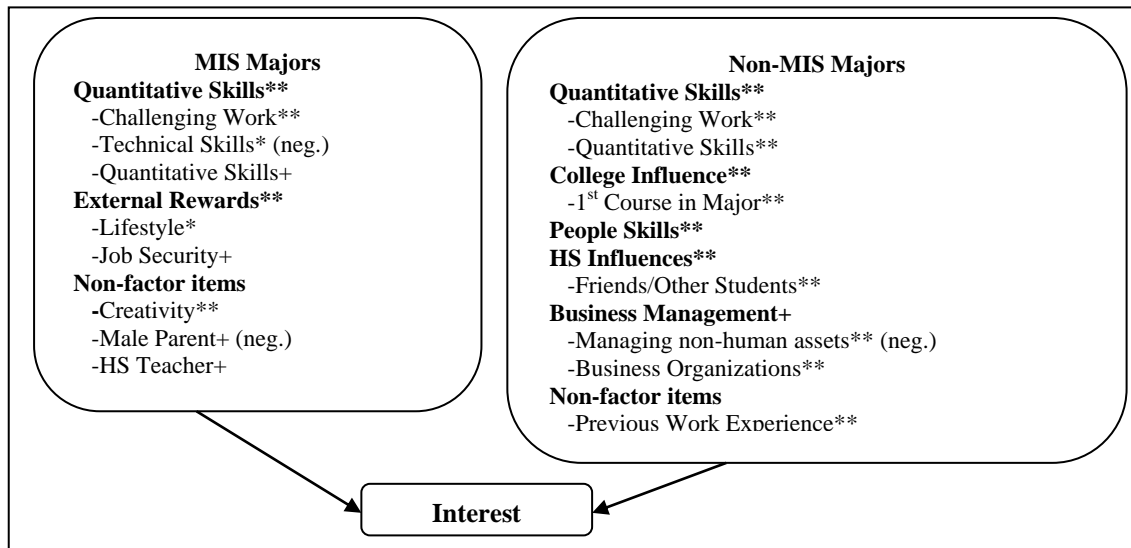 MIS Majors
Quantitative Skills**
-Challenging Work**
-Technical Skills* (neg.)
-Quantitative Skills+
External Rewards**
-Lifestyle*
-Job Security+
Non-factor items
-Creativity**
-Male Parent+ (neg.)
-HS Teacher+
Non-MIS Majors
Quantitative Skills**
-Challenging Work**
-Quantitative Skills**
College Influence**
-1st Course in Major**
People Skills**
HS Influences**
-Friends/Other Students**
Business Management+
-Managing non-human assets** (neg.)
-Business Organizations**
Non-factor items
-Previous Work Experience**
Interest